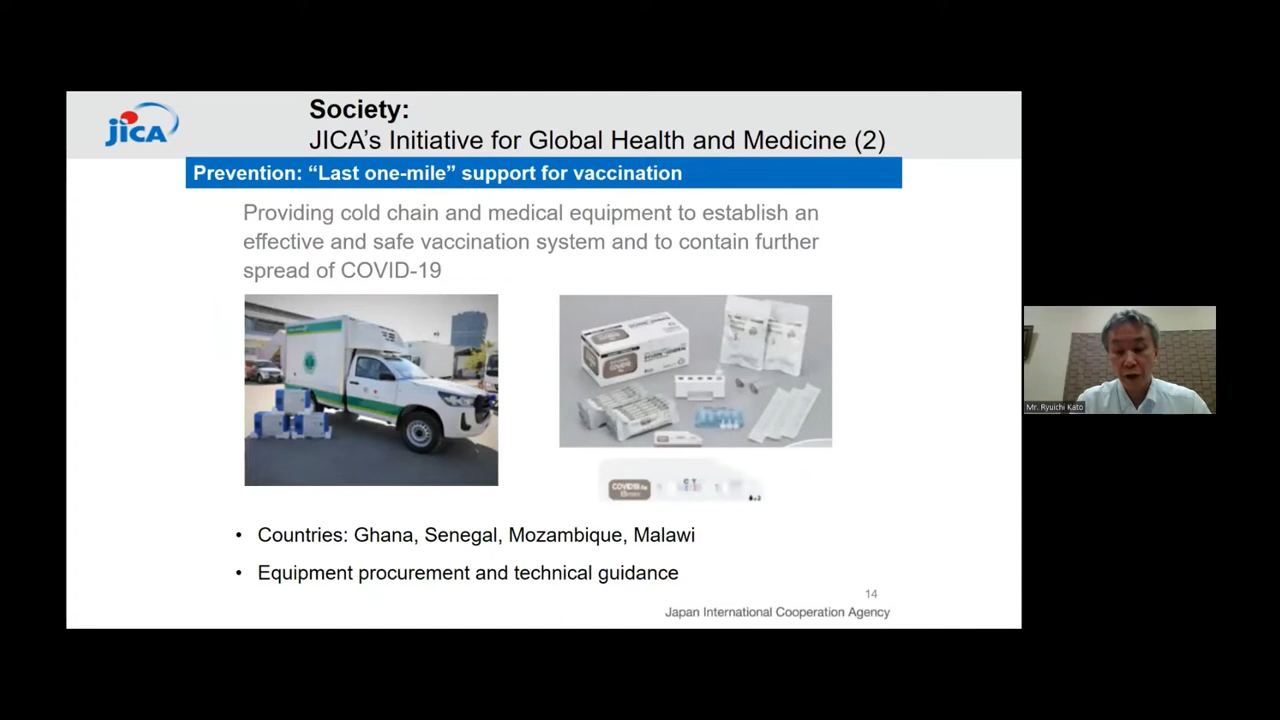 JICA
Society:
JICA's Initiative for Global Health and Medicine (2)
Prevention: “Last one-mile” support for vaccination
Providing cold chain and medical equipment to establish an
effective and safe vaccination system and to contain further
spread of COVID-19
• Countries: Ghana, Senegal, Mozambique, Malawi
• Equipment procurement and technical guidance
14
Japan International Cooperation Agency
Mr. Ryuichi Kato